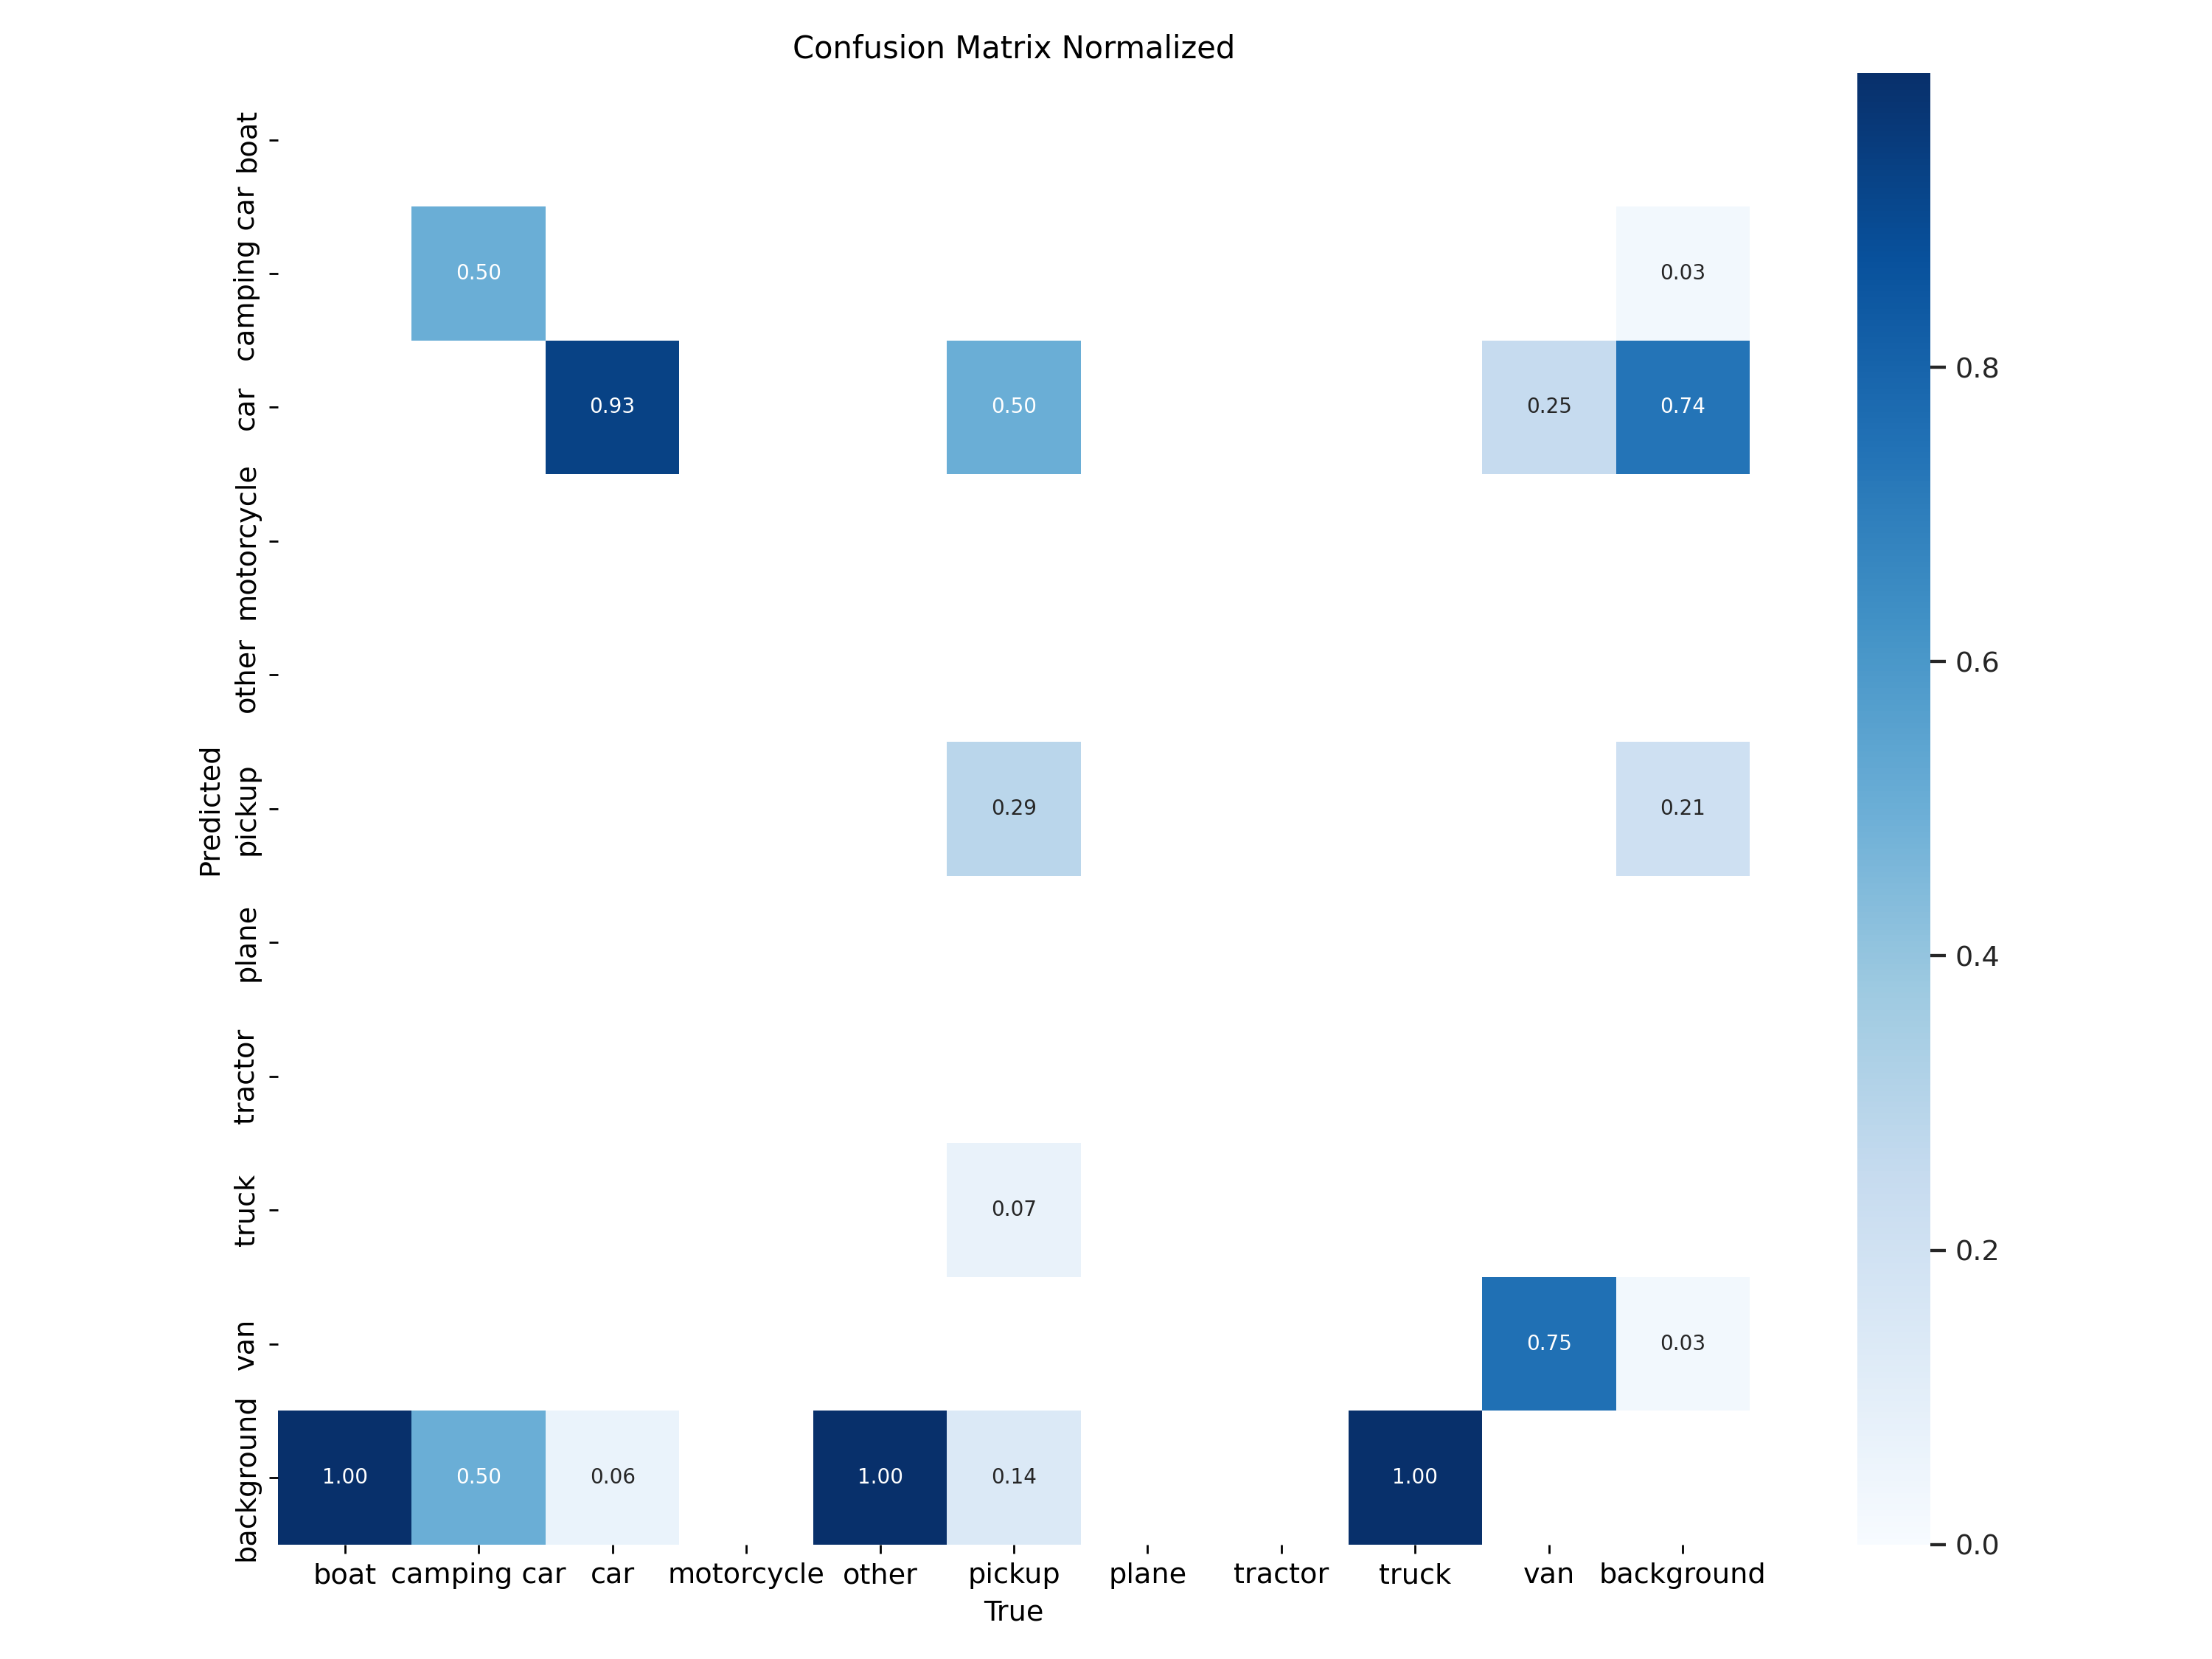 Confusion Matrix Normalized
Predicted
boat
camping car
car
motorcycle
other
pickup
plane
tractor
truck
van
background
0.50 0.03
0.93 0.50 0.25 0.74
0.29 0.21
0.07
0.75 0.03
1.00 0.50 0.06 1.00 0.14 1.00
boat camping car car motorcycle other pickup plane tractor truck van background
True
0.8
0.6
0.4
0.2
0.0